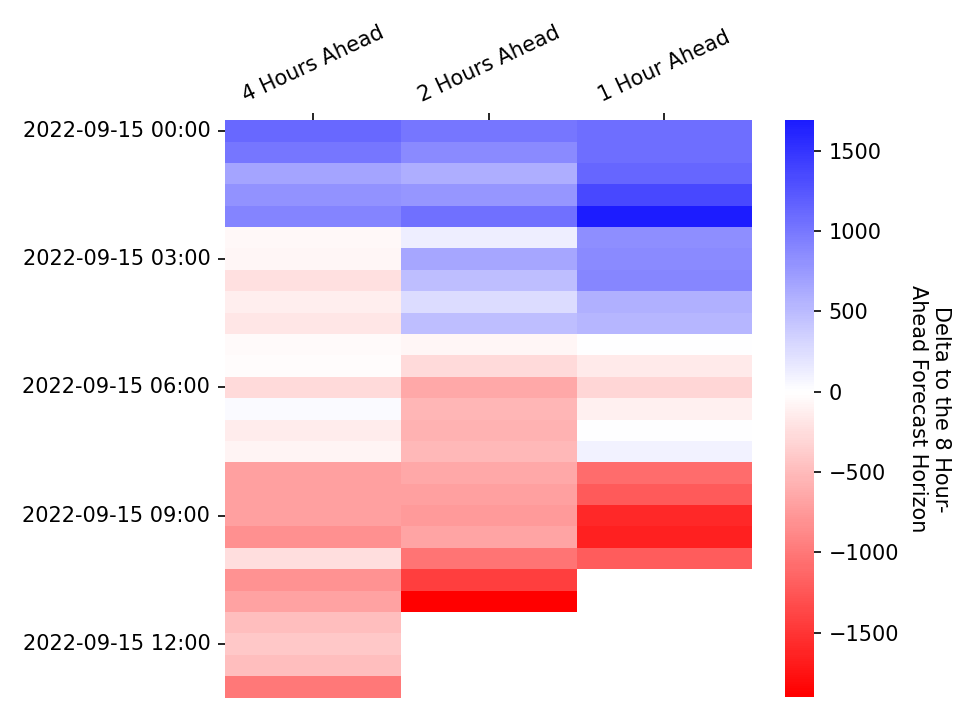 4 Hours Ahead
2 Hours Ahead
1 Hour Ahead
2022-09-15 00:00
2022-09-15 03:00
2022-09-15 06:00
2022-09-15 09:00
2022-09-15 12:00
1500
1000
500
0
−500
−1000
−1500
Delta to the 8 Hour-
Ahead Forecast Horizon